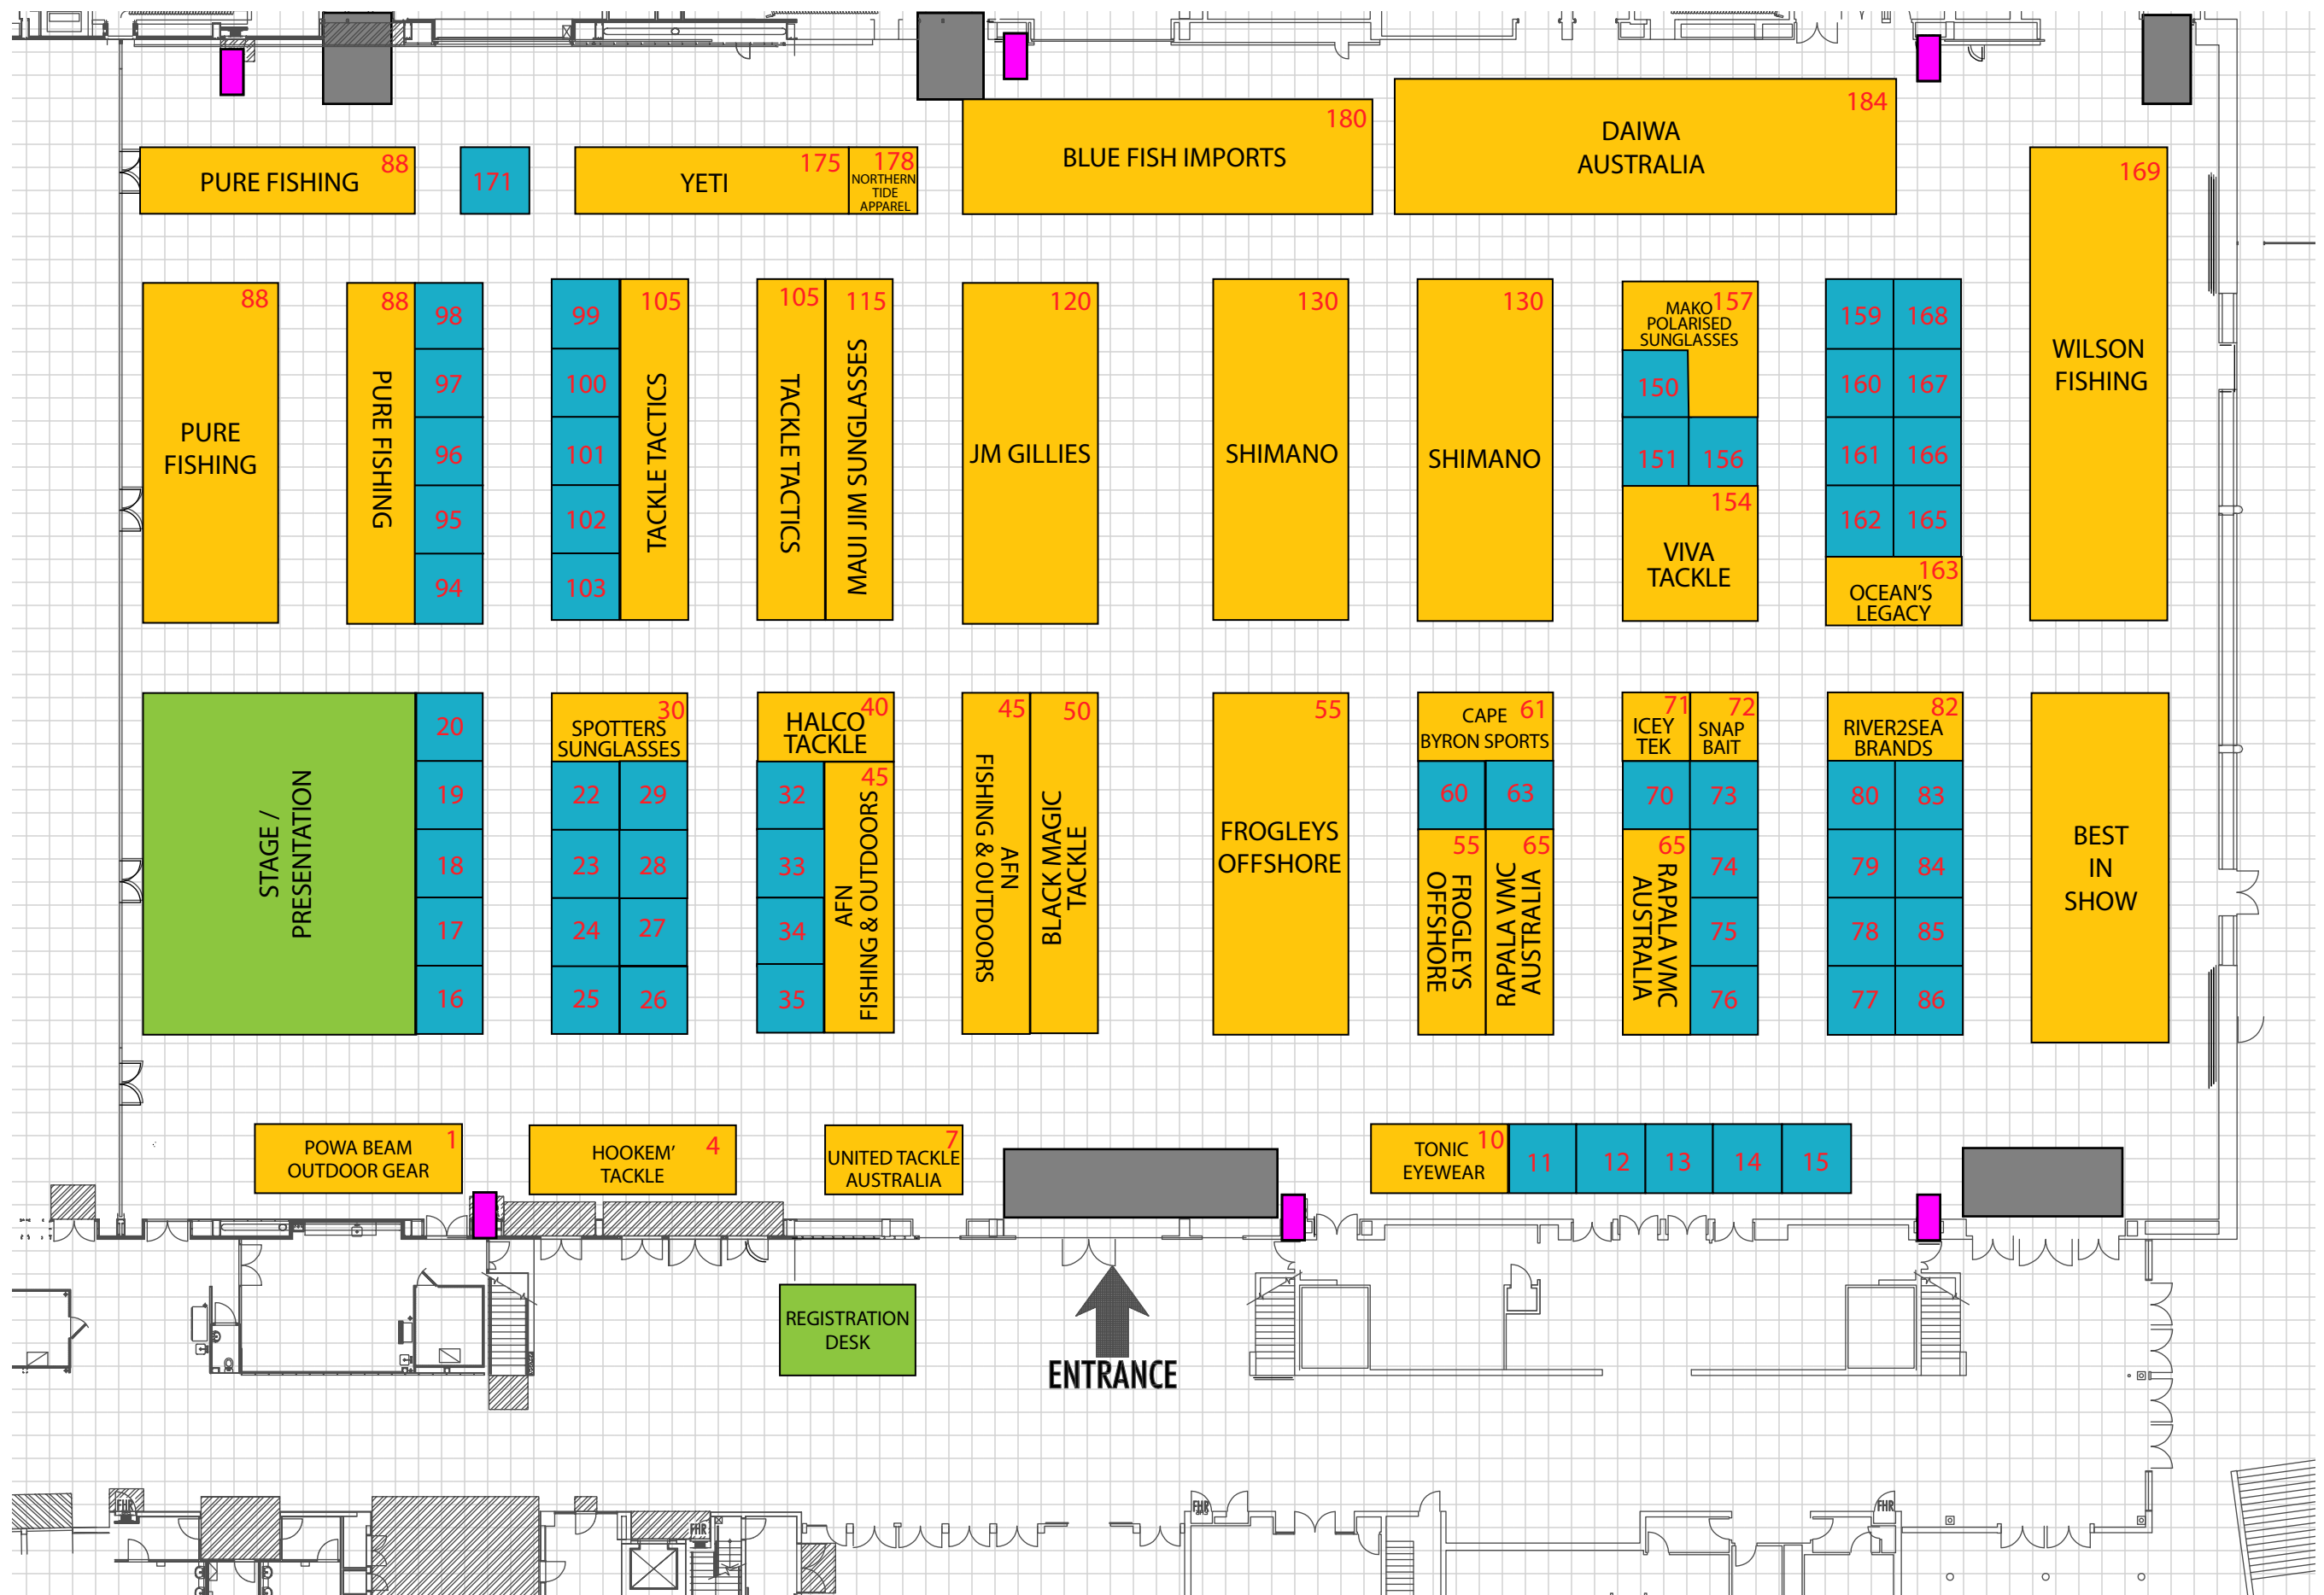 180
BLUE FISH IMPORTS
184
DAIWA
AUSTRALIA
88
PURE FISHING
171
175
YETI
178
NORTHERN
TIDE
APPAREL
169
WILSON
FISHING
88
PURE
FISHING
88
PURE FISHING
98
97
96
95
94
99
100
101
102
103
105
TACKLE TACTICS
105
TACKLE TACTICS
115
MAUI JIM SUNGLASSES
120
JM GILLIES
130
SHIMANO
130
SHIMANO
157
MAKO
POLARISED
SUNGLASSES
150
151
156
154
VIVA
TACKLE
159
168
160
167
161
166
162
165
163
OCEAN'S
LEGACY
STAGE /
PRESENTATION
20
19
18
17
16
30
SPOTTERS
SUNGLASSES
22
29
23
28
24
27
25
26
40
HALCO
TACKLE
32
33
34
35
45
AFN
FISHING & OUTDOORS
45
AFN
FISHING & OUTDOORS
50
BLACK MAGIC
TACKLE
55
FROGLEYS
OFFSHORE
61
CAPE
BYRON SPORTS
60
63
55
FROGLEYS
OFFSHORE
65
RAPALA VMC
AUSTRALIA
71
ICEY
TEK
72
SNAP
BAIT
70
73
65
RAPALA VMC
AUSTRALIA
74
75
76
82
RIVER2SEA
BRANDS
80
83
79
84
78
85
77
86
BEST
IN
SHOW
1
POWA BEAM
OUTDOOR GEAR
4
HOOKEM'
TACKLE
7
UNITED TACKLE
AUSTRALIA
10
TONIC
EYEWEAR
11
12
13
14
15
REGISTRATION
DESK
ENTRANCE
FHR
FHR
FHR
FHR